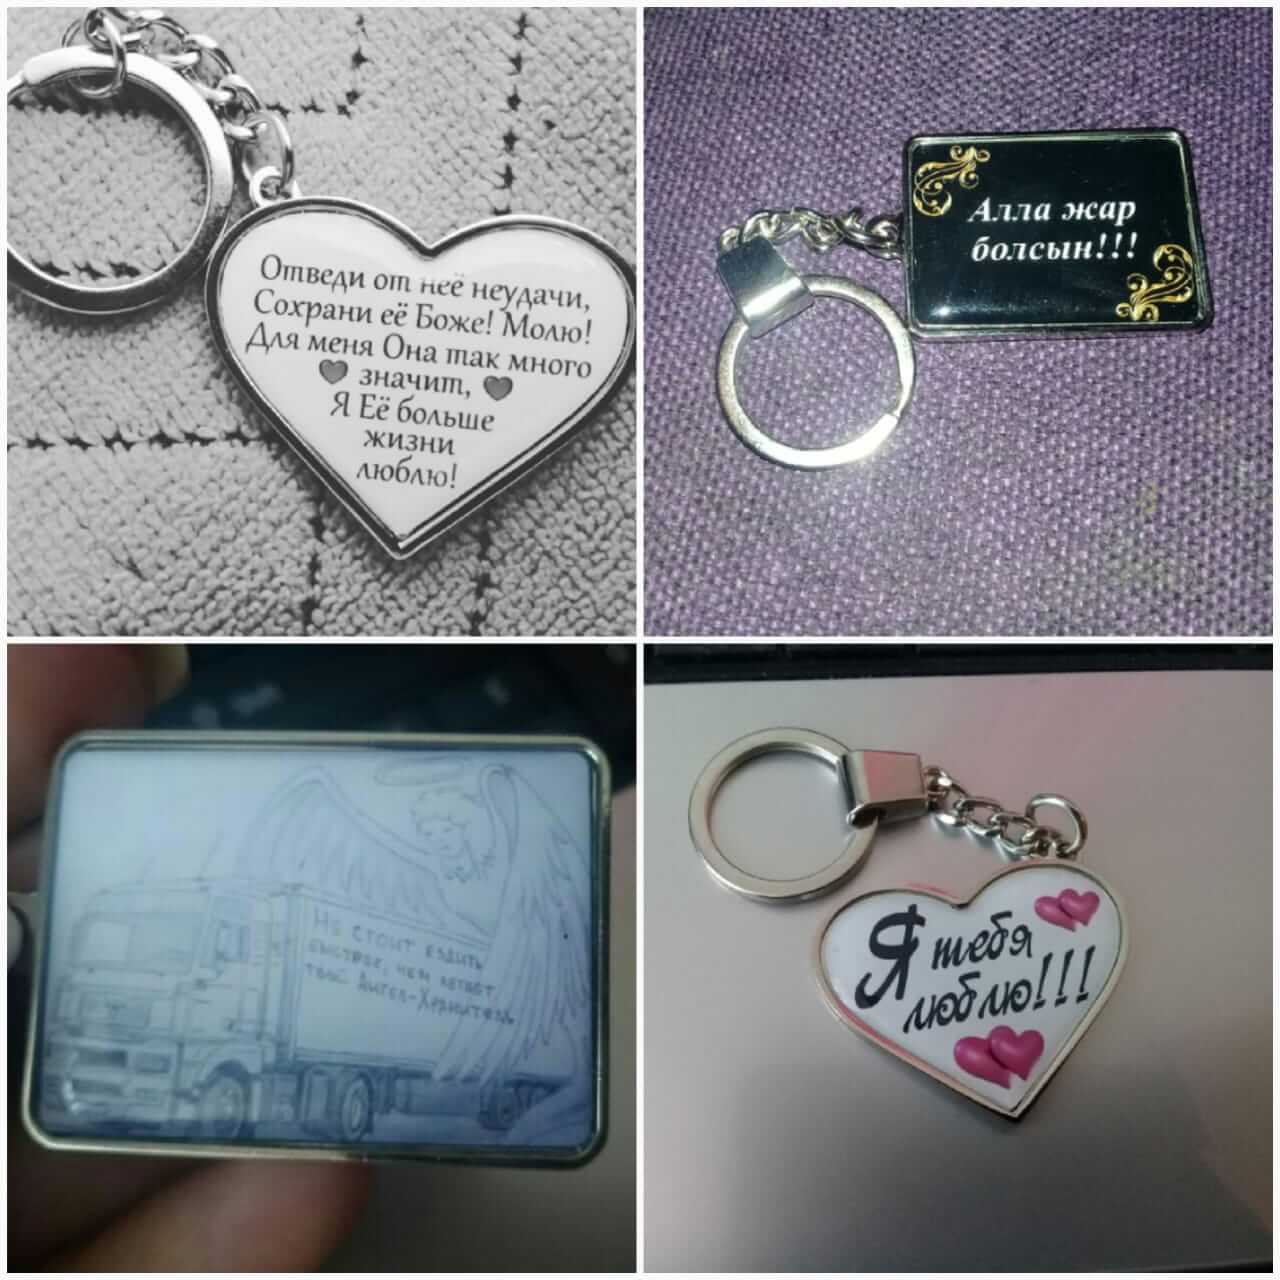 Отведи от неё неудачи,
Сохрани её Боже! Молю!
Для меня Она так много
значит,
Я Её больше
жизни
люблю!
Алла жар
болсын!!!
Не стоит ездить
быстрее, чем летает
твой Ангел-Хранитель
Я тебя
люблю!!!